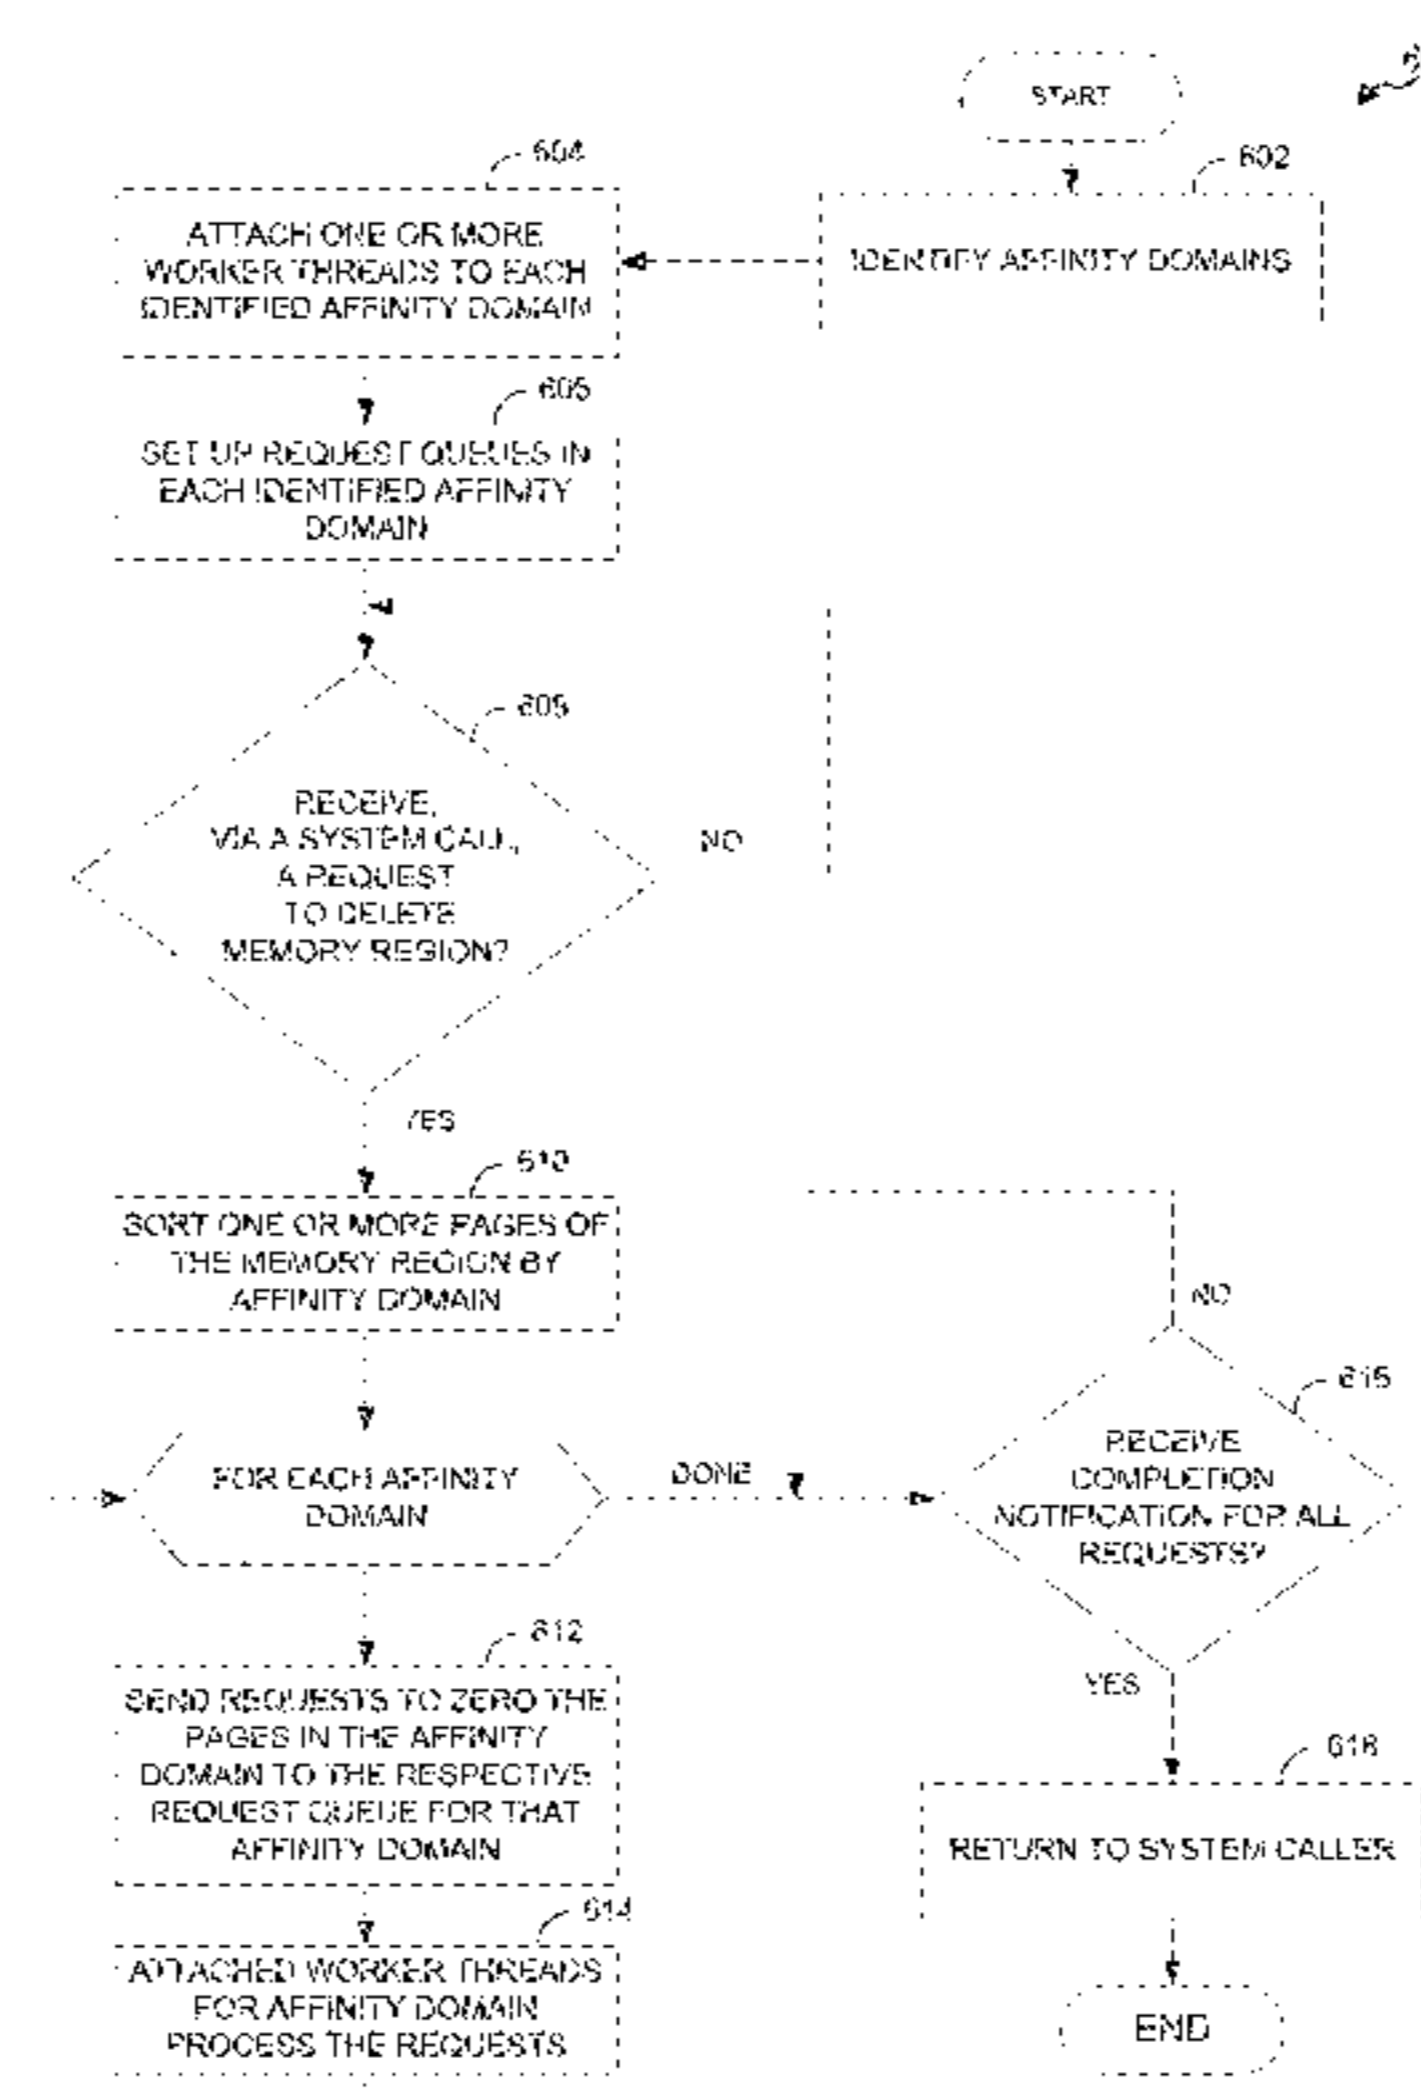 START
602
IDENTIFY AFFINITY DOMAINS
604
ATTACH ONE OR MORE
WORKER THREADS TO EACH
IDENTIFIED AFFINITY DOMAIN
SET UP REQUEST QUEUES IN
EACH IDENTIFIED AFFINITY
DOMAIN
RECEIVE,
VIA A SYSTEM CALL,
A REQUEST
TO DELETE
MEMORY REGION?
NO
YES
610
SORT ONE OR MORE PAGES OF
THE MEMORY REGION BY
AFFINITY DOMAIN
FOR EACH AFFINITY
DOMAIN
DONE
612
SEND REQUESTS TO ZERO THE
PAGES IN THE AFFINITY
DOMAIN TO THE RESPECTIVE
REQUEST QUEUE FOR THAT
AFFINITY DOMAIN
614
ATTACHED WORKER THREADS
FOR AFFINITY DOMAIN
PROCESS THE REQUESTS
NO
RECEIVE
COMPLETION
NOTIFICATION FOR ALL
REQUESTS?
YES
RETURN TO SYSTEM CALLER
END